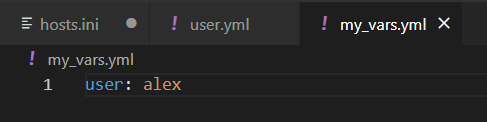 hosts.ini
! user.yml
! my_vars.yml
! my_vars.yml
1 user: alex